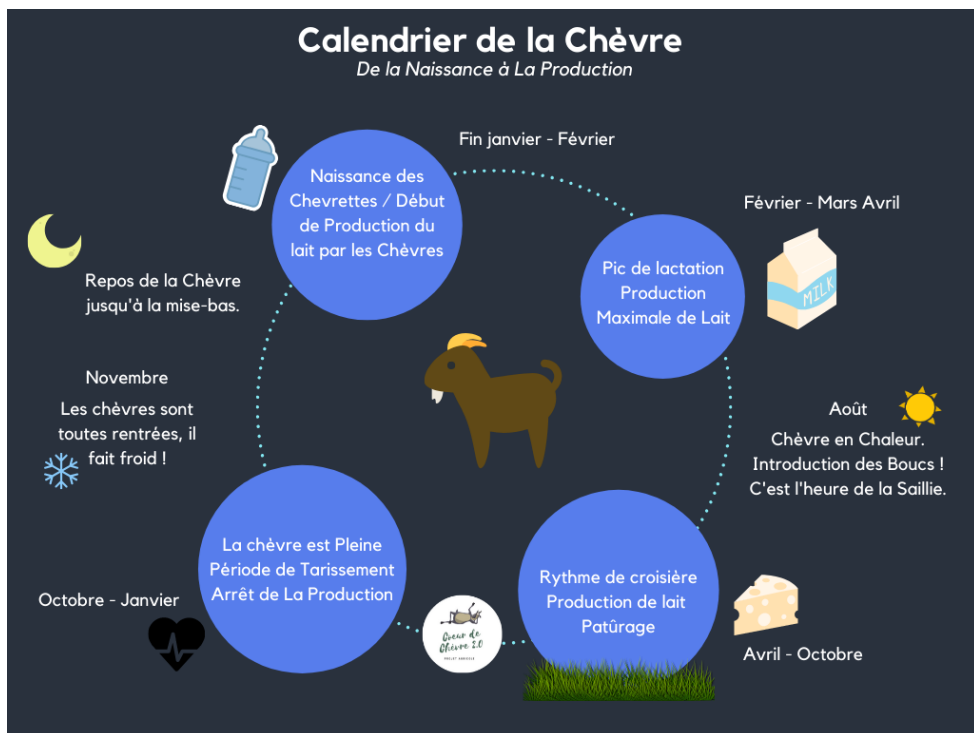 Calendrier de la Chèvre
De la Naissance à La Production
Fin janvier - Février
Naissance des
Chevrettes / Début
de Production du
lait par les Chèvres
Février - Mars Avril
Pic de lactation
Production
Maximale de Lait
MILK
Repos de la Chèvre
jusqu'à la mise-bas.
Novembre
Les chèvres sont
toutes rentrées, il
fait froid !
Août
Chèvre en Chaleur.
Introduction des Boucs !
C'est l'heure de la Saillie.
La chèvre est Pleine
Période de Tarissement
Arrêt de La Production
Octobre - Janvier
Rythme de croisière
Production de lait
Patûrage
Avril - Octobre
Coeur de
Chèvre 2.0
PROJET AGRICOLE